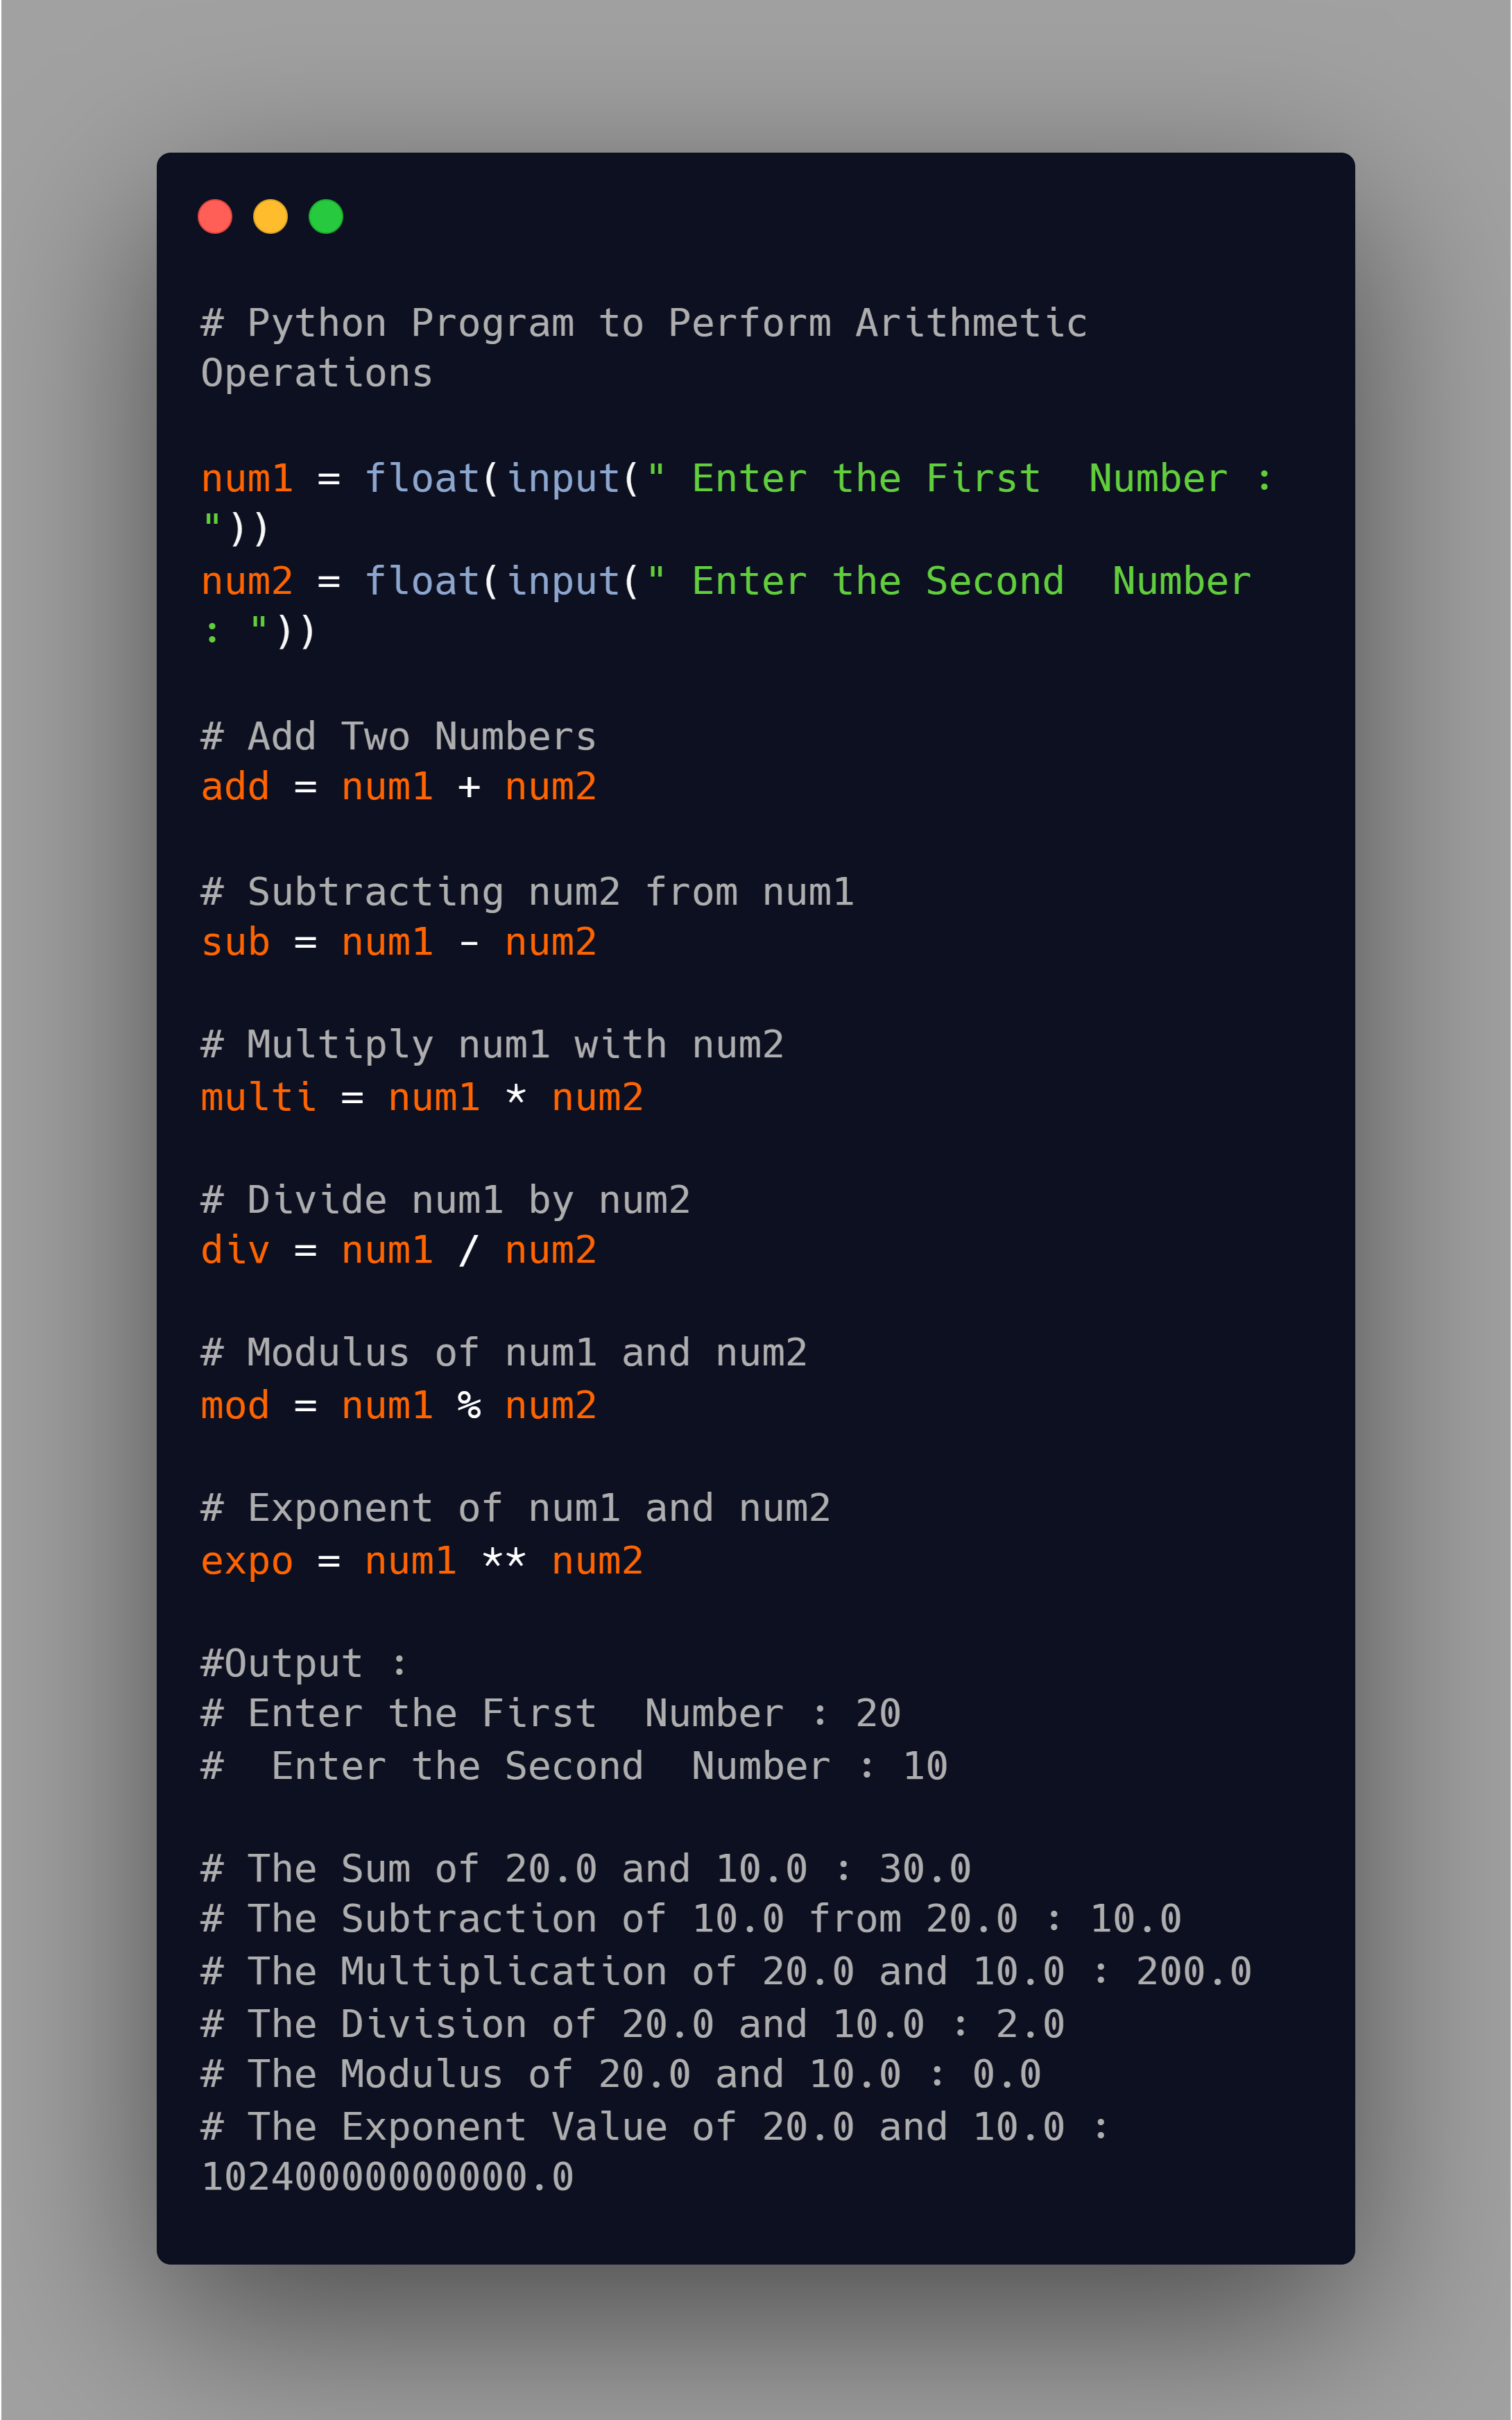 # Python Program to Perform Arithmetic
Operations
num1 = float(input(" Enter the First  Number :
"))
num2 = float(input(" Enter the Second  Number
: "))
# Add Two Numbers
add = num1 + num2
# Subtracting num2 from num1
sub = num1 - num2
# Multiply num1 with num2
multi = num1 * num2
# Divide num1 by num2
div = num1 / num2
# Modulus of num1 and num2
mod = num1 % num2
# Exponent of num1 and num2
expo = num1 ** num2
#Output :
# Enter the First  Number : 20
#  Enter the Second  Number : 10
# The Sum of 20.0 and 10.0 : 30.0
# The Subtraction of 10.0 from 20.0 : 10.0
# The Multiplication of 20.0 and 10.0 : 200.0
# The Division of 20.0 and 10.0 : 2.0
# The Modulus of 20.0 and 10.0 : 0.0
# The Exponent Value of 20.0 and 10.0 :
10240000000000.0